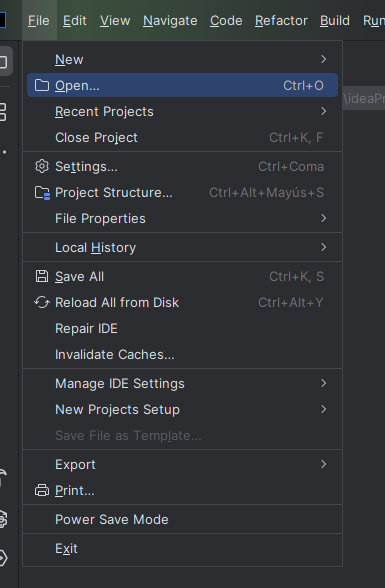 File Edit View Navigate Code Refactor Build Run
New
Open... Ctrl+O
\ideaPr
Recent Projects
Close Project Ctrl+K, F
Settings... Ctrl+Coma
Project Structure... Ctrl+Alt+Mayús+S
File Properties
Local History
Save All Ctrl+K, S
Reload All from Disk Ctrl+Alt+Y
Repair IDE
Invalidate Caches...
Manage IDE Settings
New Projects Setup
Save File as Template...
Export
Print...
Power Save Mode
Exit